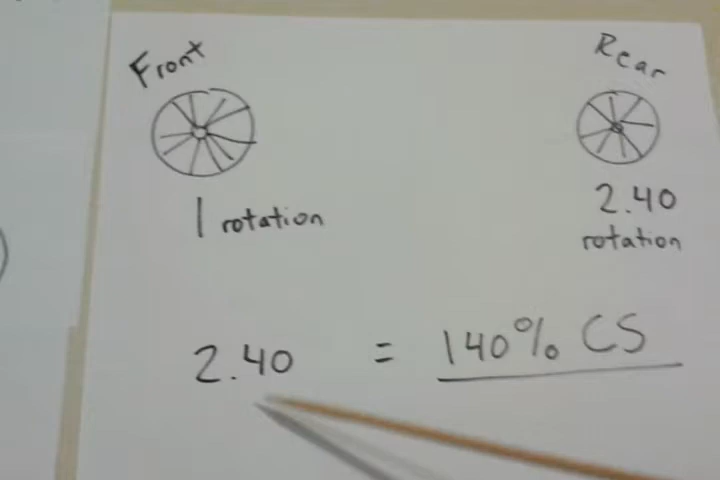 Front
Rear
1 rotation
2.40
rotation
2.40 = 140% CS